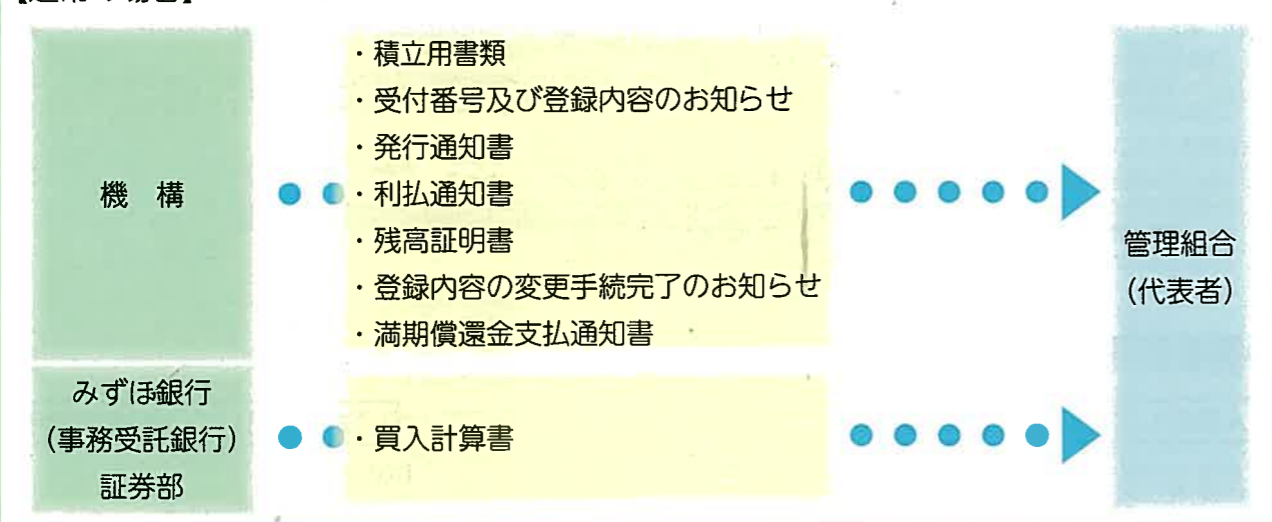 機 構
・積立用書類
・受付番号及び登録内容のお知らせ
・発行通知書
・利払通知書
・残高証明書
・登録内容の変更手続完了のお知らせ
・満期償還金支払通知書
みずほ銀行
(事務受託銀行)
証券部
・買入計算書
管理組合
(代表者)